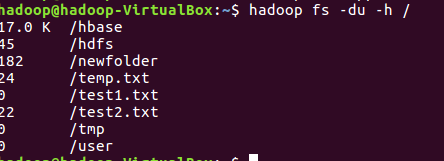 hadoop@hadoop-VirtualBox:~$ hadoop fs -du -h /
17.0 K /hbase
45 /hdfs
182 /newfolder
24 /temp.txt
0 /test1.txt
22 /test2.txt
0 /tmp
0 /user
hadoop@hadoop-VirtualBox:~$